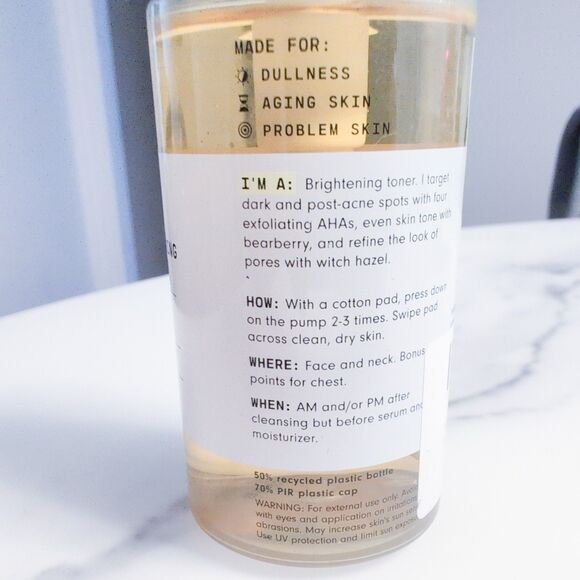 MADE FOR:
DULLNESS
AGING SKIN
PROBLEM SKIN
I'M A: Brightening toner. I target
dark and post-acne spots with four
exfoliating AHAs, even skin tone with
bearberry, and refine the look of
pores with witch hazel.
NG
HOW: With a cotton pad, press down
on the pump 2-3 times. Swipe pad
across clean, dry skin.
WHERE: Face and neck. Bonus
points for chest.
WHEN: AM and/or PM after
cleansing but before serum and
moisturizer.
50% recycled plastic bottle
70% PIR plastic cap
WARNING: For external use only. Avoid
with eyes and application on irritation
abrasions. May increase skin's sun
Use UV protection and limit sun